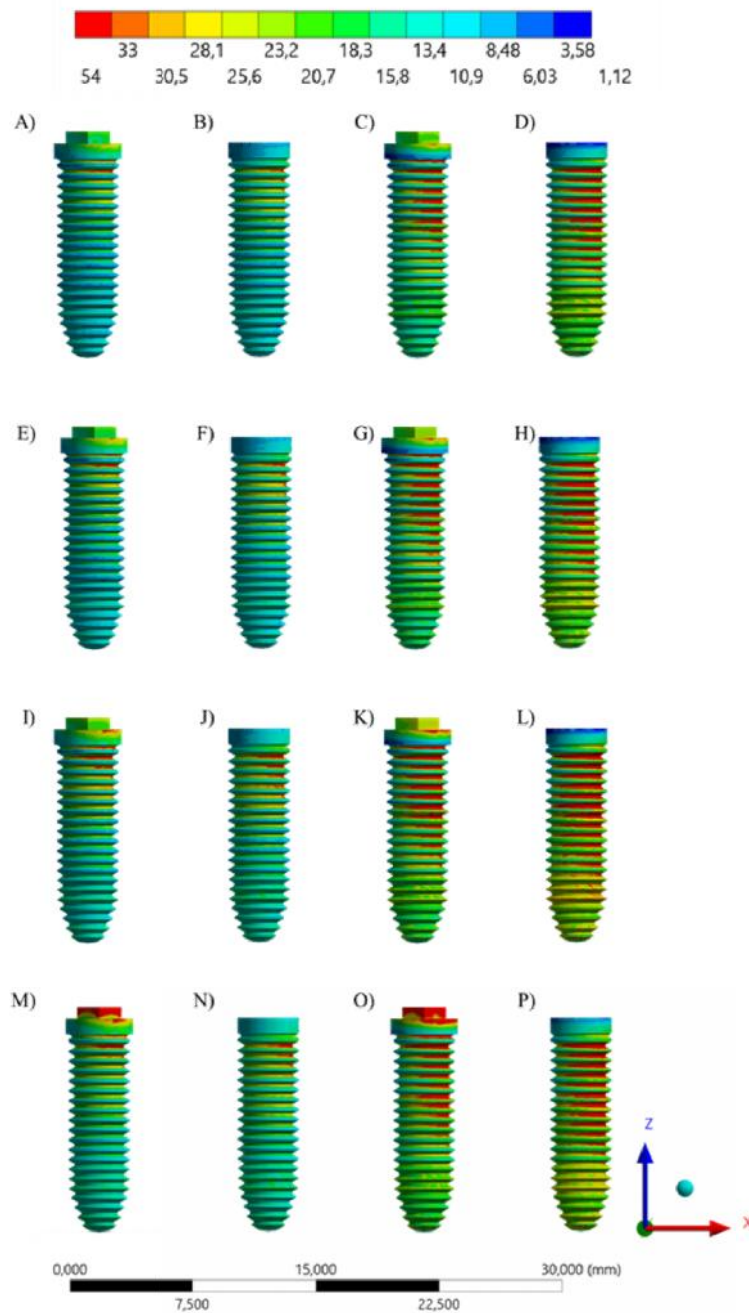 33 28,1 23,2 18,3 13,4 8,48 3,58
54 30,5 25,6 20,7 15,8 10,9 6,03 1,12
A) B) C) D)
E) F) G) H)
I) J) K) L)
M) N) O) P)
Z
X
0,000 15,000 30,000 (mm)
7,500 22,500